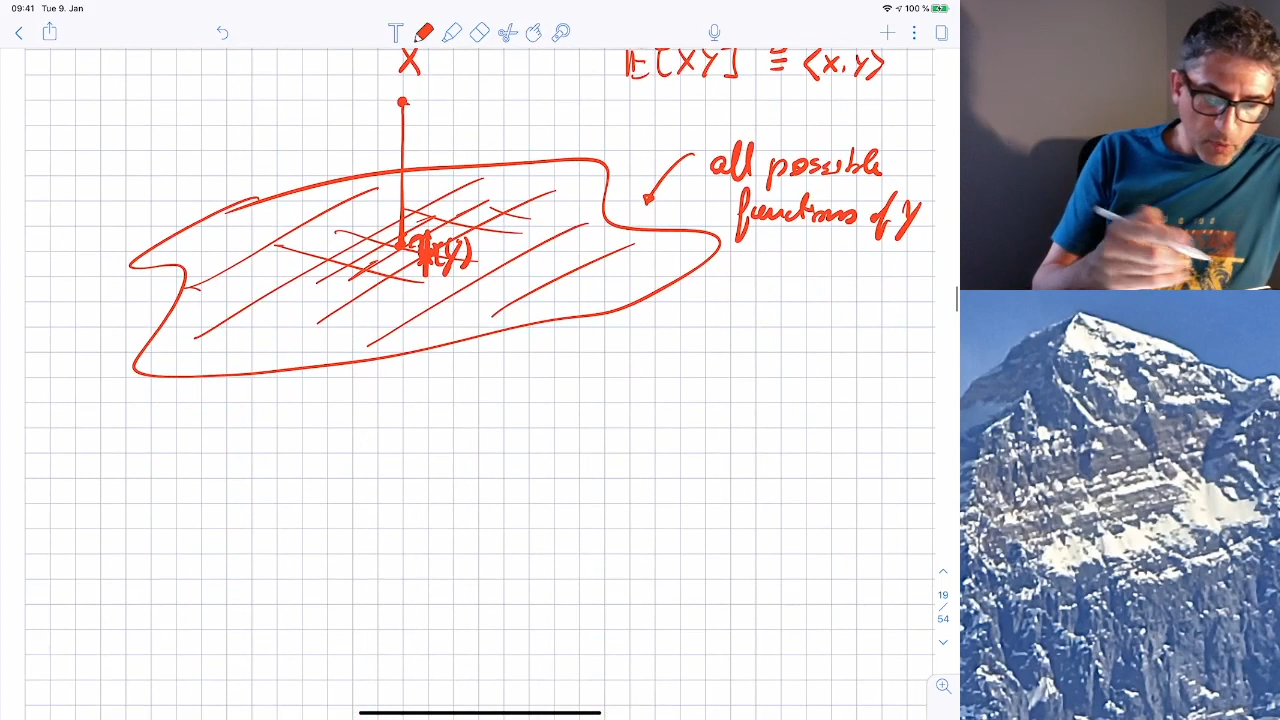 09:41 Tue 9. Jan
100 %
T
X
E[XY] ≡ <x,y>
all possible
functions of Y
(Y)
19
54